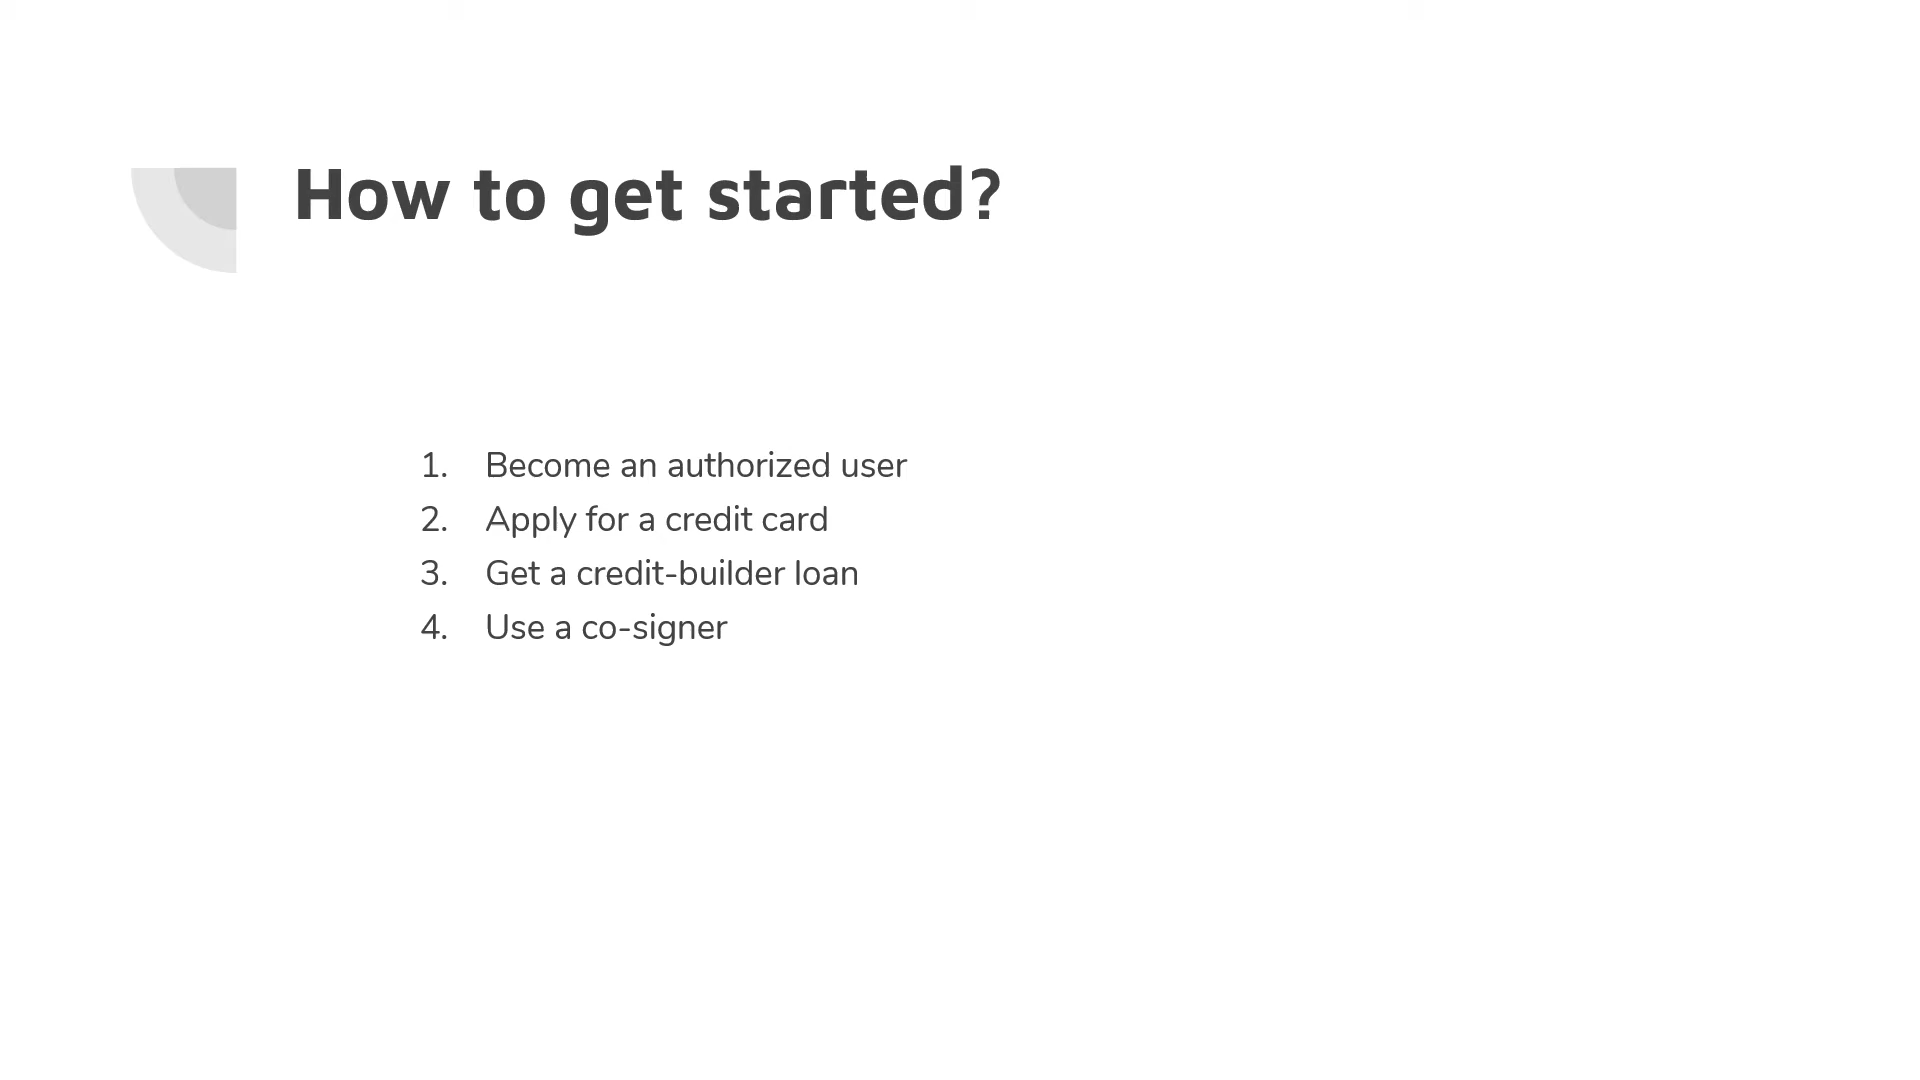 How to get started?
1. Become an authorized user
2. Apply for a credit card
3. Get a credit-builder loan
4. Use a co-signer